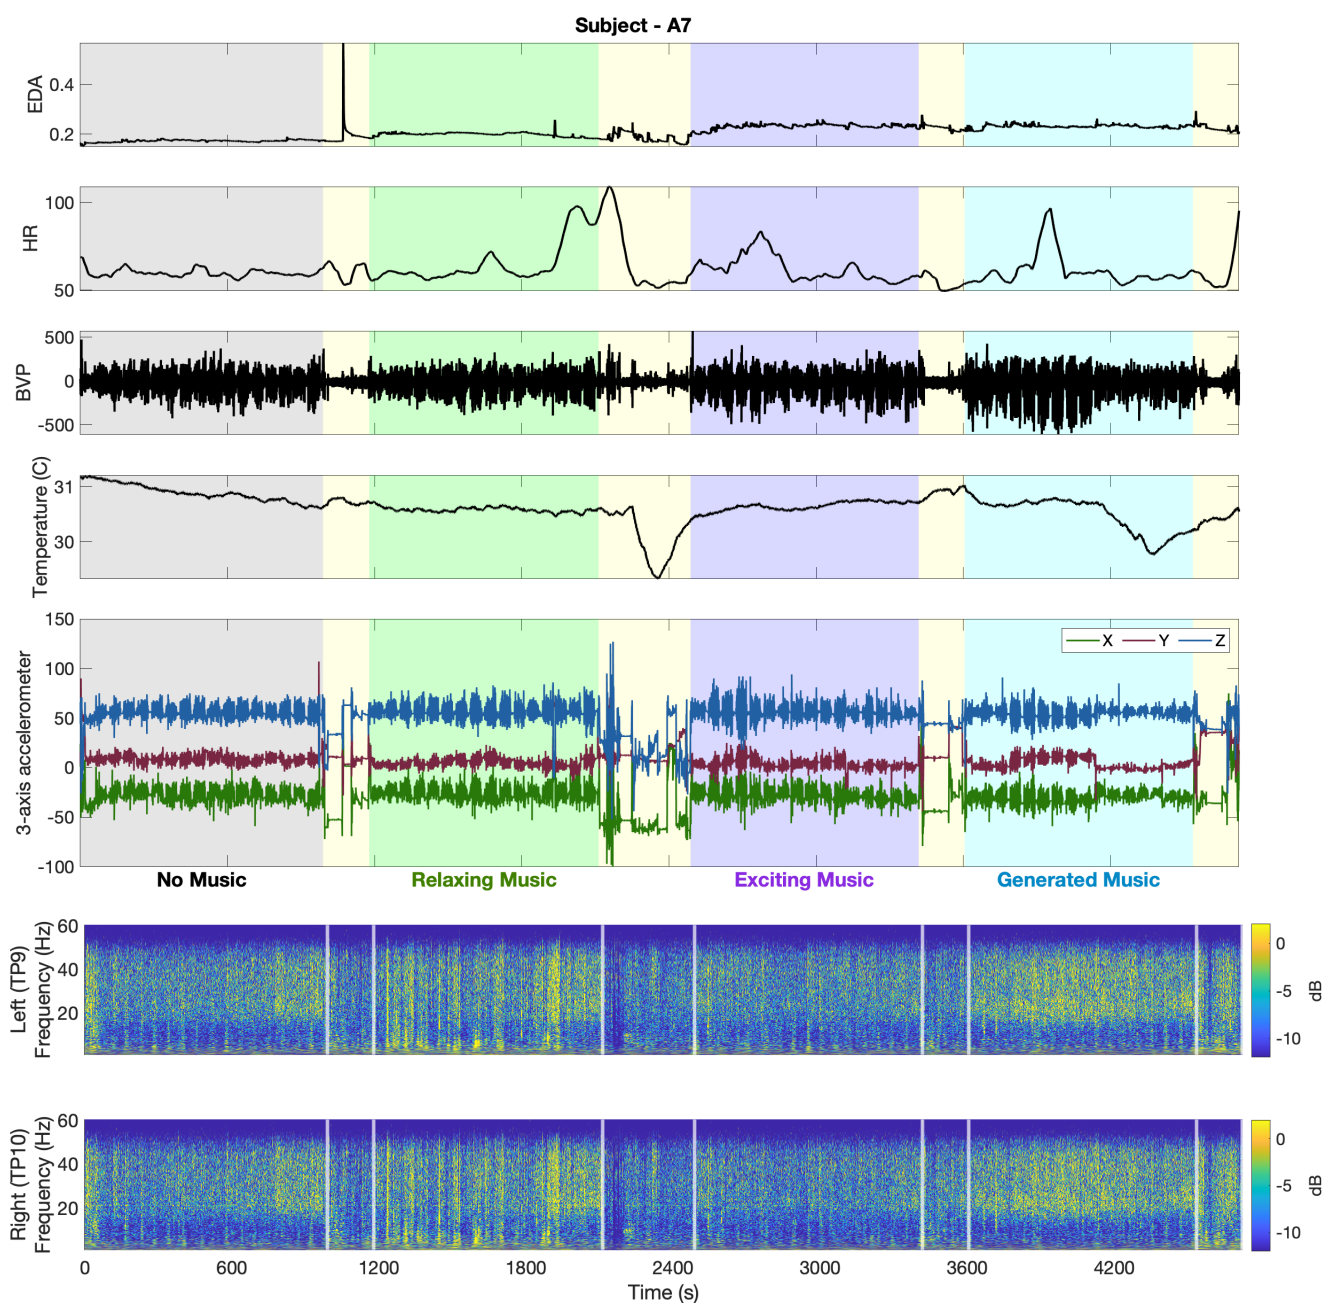 Subject - A7
EDA
0.4
0.2
HR
100
50
BVP
500
0
-500
Temperature (C)
31
30
3-axis accelerometer
150
100
50
0
-50
-100
X Y Z
No Music Relaxing Music Exciting Music Generated Music
Left (TP9)
Frequency (Hz)
60
40
20
0
-5
-10
dB
Right (TP10)
Frequency (Hz)
60
40
20
0
-5
-10
dB
0 600 1200 1800 2400 3000 3600 4200
Time (s)